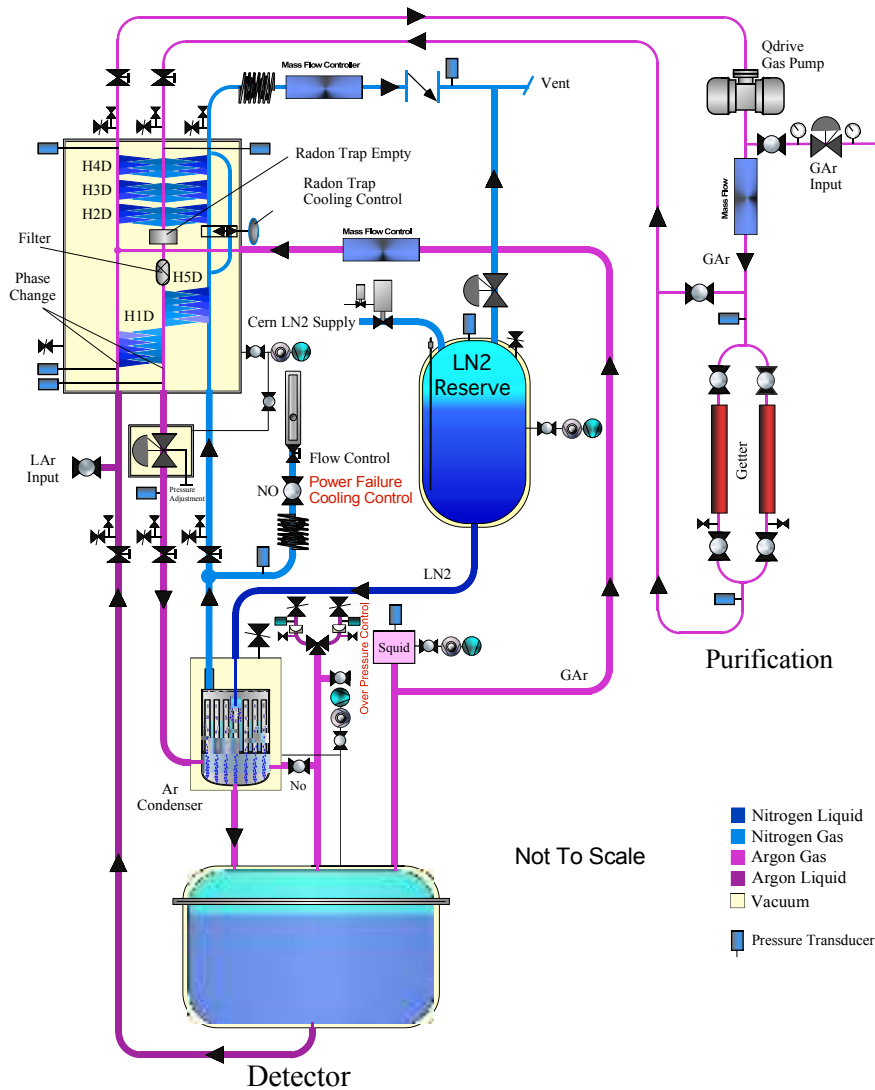 Qdrive
Gas Pump
Mass Flow Controller
Vent
GAr
Input
Radon Trap Empty
Radon Trap
Cooling Control
H4D
H3D
H2D
Mass Flow
Mass Flow Control
Filter
GAr
Phase
Change
H5D
H1D
Cern LN2 Supply
LN2
Reserve
Getter
LAr
Input
Pressure
Adjustment
Flow Control
NO
Power Failure
Cooling Control
LN2
Over Pressure Control
Squid
GAr
Purification
No
Ar
Condenser
Not To Scale
Nitrogen Liquid
Nitrogen Gas
Argon Gas
Argon Liquid
Vacuum
Pressure Transducer
Detector